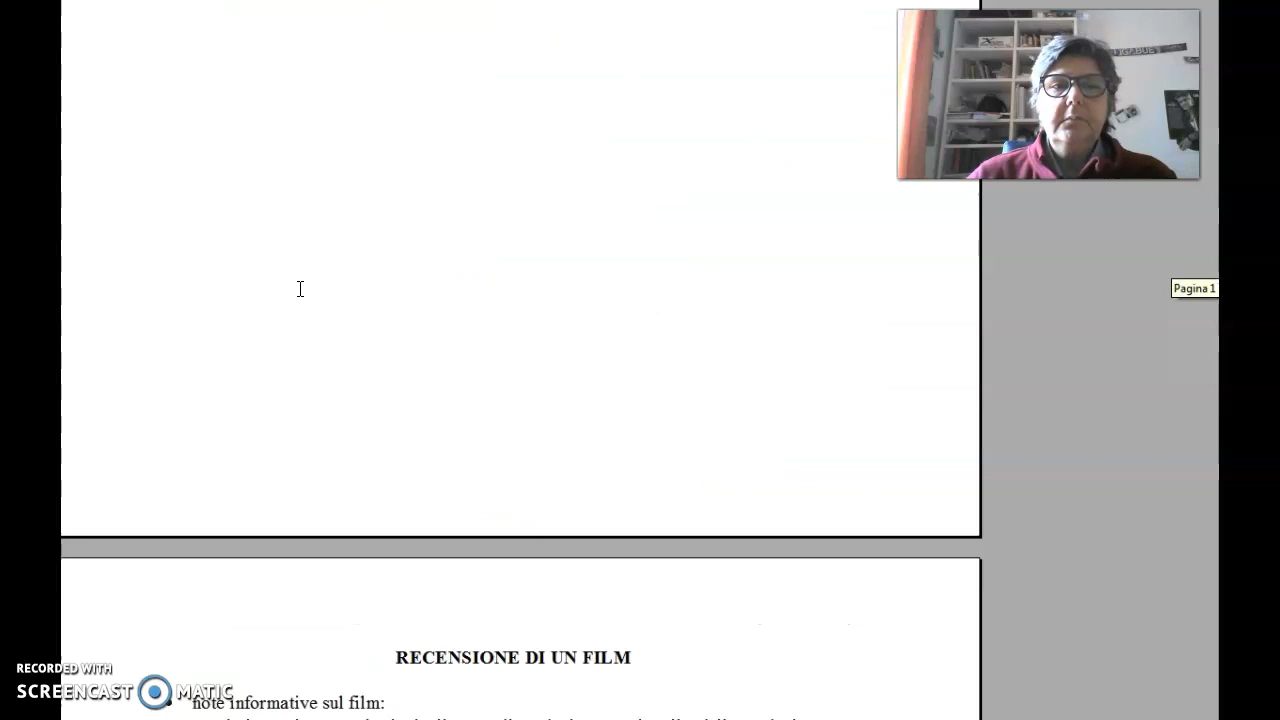 Pagina 1
RECENSIONE DI UN FILM
RECORDED WITH
SCREENCAST MATIC
note informative sul film: